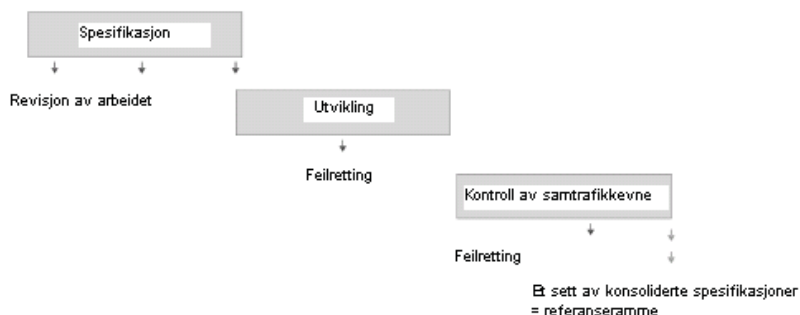 Spesifikasjon
Revisjon av arbeidet
Utvikling
Feilretting
Kontroll av samtrafikkevne
Feilretting
Et sett av konsoliderte spesifikasjoner
= referanseramme